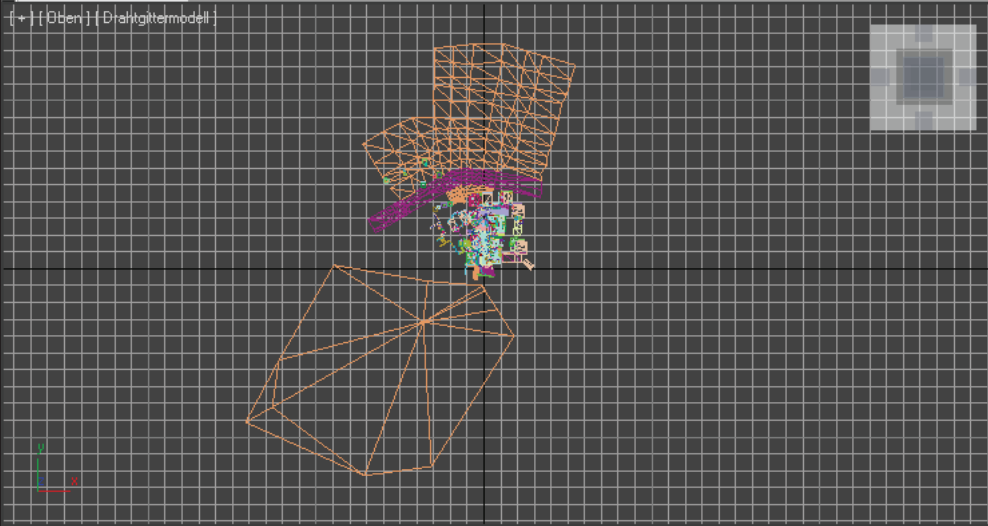 [ + ] [ Oben ] [ Drahtgittermodell ]
y
x